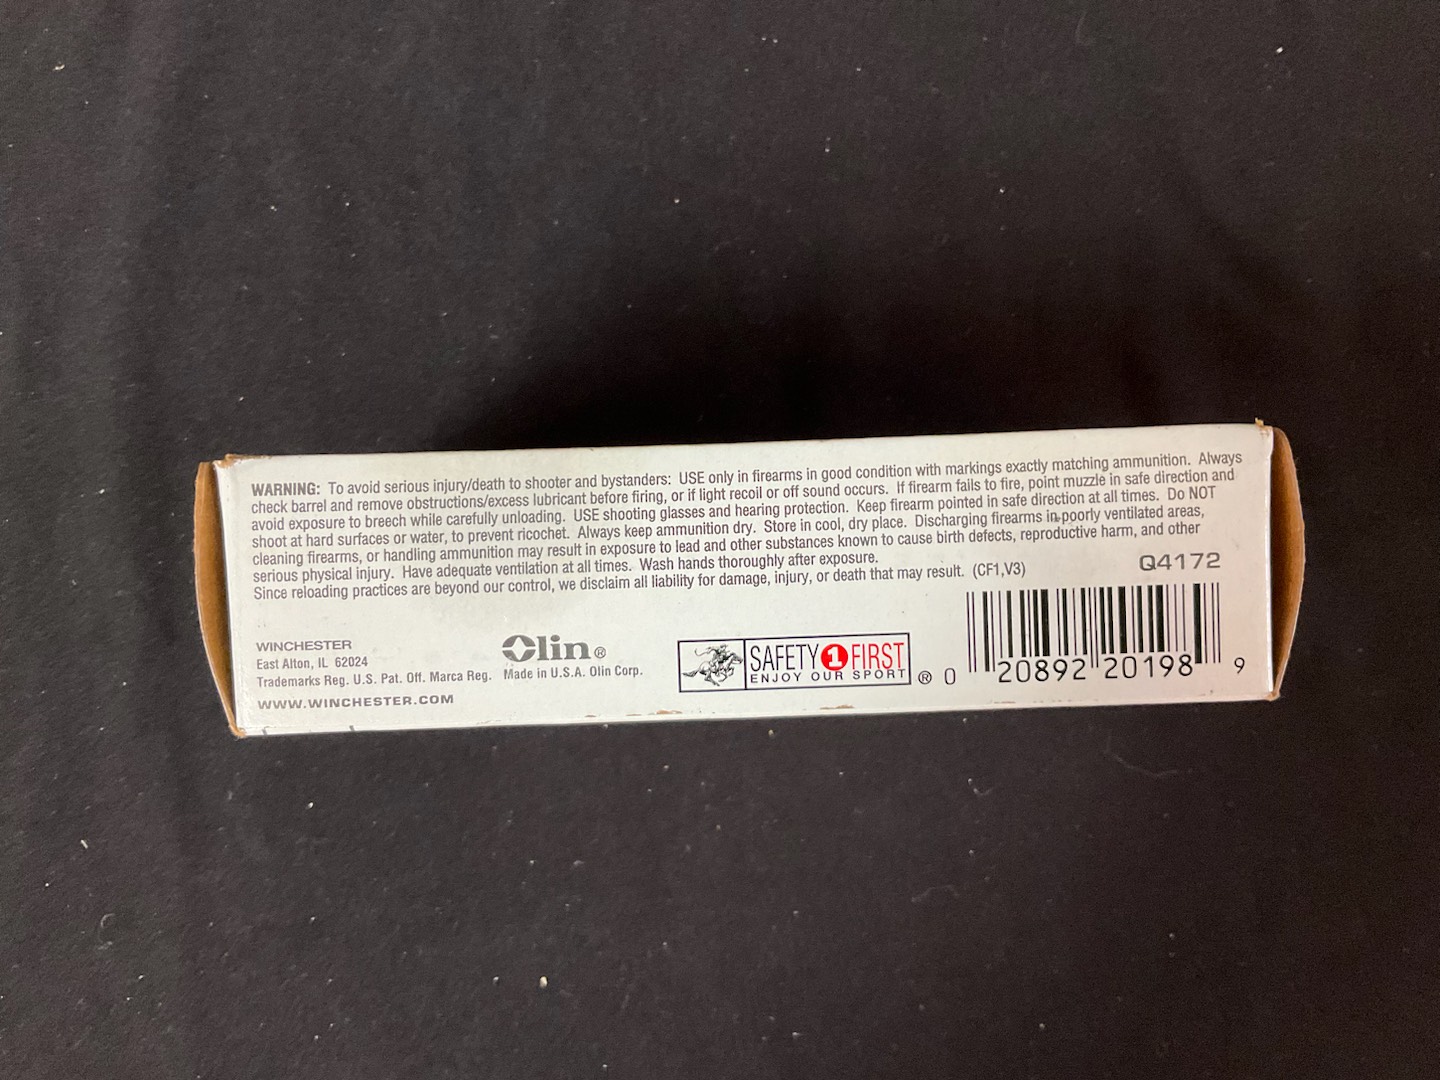 WARNING: To avoid serious injury/death to shooter and bystanders: USE only in firearms in good condition with markings exactly matching ammunition. Always
check barrel and remove obstructions/excess lubricant before firing, or if light recoil or off sound occurs. If firearm fails to fire, point muzzle in safe direction and
avoid exposure to breech while carefully unloading. USE shooting glasses and hearing protection. Keep firearm pointed in safe direction at all times. Do NOT
shoot at hard surfaces or water, to prevent ricochet. Always keep ammunition dry. Store in cool, dry place. Discharging firearms in poorly ventilated areas,
cleaning firearms, or handling ammunition may result in exposure to lead and other substances known to cause birth defects, reproductive harm, and other
serious physical injury. Have adequate ventilation at all times. Wash hands thoroughly after exposure.
Since reloading practices are beyond our control, we disclaim all liability for damage, injury, or death that may result. (CF1,V3)
Q4172
WINCHESTER
East Alton, IL 62024
Trademarks Reg. U.S. Pat. Off. Marca Reg.
WWW.WINCHESTER.COM
Olin®
Made in U.S.A. Olin Corp.
SAFETY 1 FIRST
ENJOY OUR SPORT
®
0 20892 20198 9